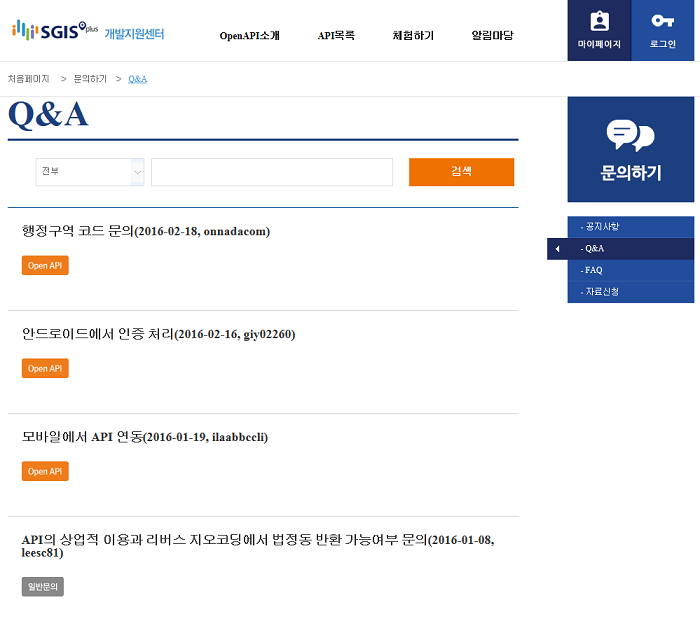 SGIS plus 개발지원센터
OpenAPI소개 API목록 체험하기 알림마당
마이페이지 로그인
처음페이지 > 문의하기 > Q&A
Q&A
전부
검색
문의하기
- 공지사항
- Q&A
- FAQ
- 자료신청
행정구역 코드 문의(2016-02-18, onnadacom)
Open API
안드로이드에서 인증 처리(2016-02-16, giy02260)
Open API
모바일에서 API 연동(2016-01-19, ilaabbccli)
Open API
API의 상업적 이용과 리버스 지오코딩에서 법정동 반환 가능여부 문의(2016-01-08,
leesc81)
일반문의